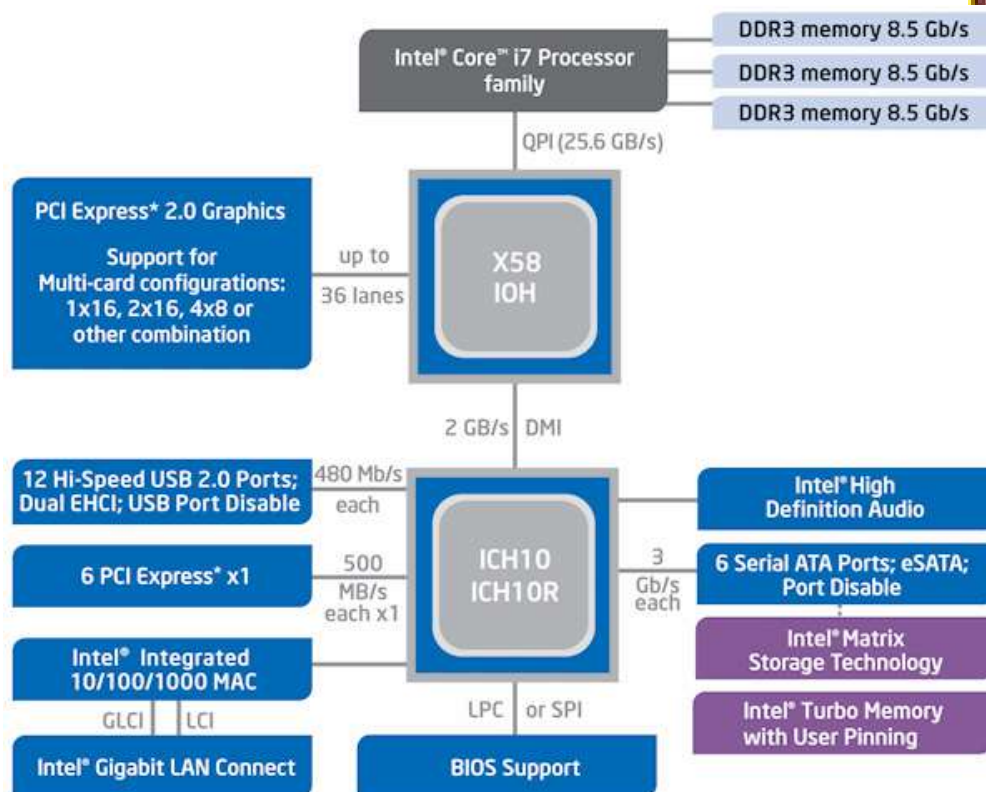 DDR3 memory 8.5 Gb/s
DDR3 memory 8.5 Gb/s
DDR3 memory 8.5 Gb/s
Intel® Core™ i7 Processor
family
QPI (25.6 GB/s)
PCI Express* 2.0 Graphics
Support for
Multi-card configurations:
1x16, 2x16, 4x8 or
other combination
up to
36 lanes
X58
IOH
2 GB/s DMI
12 Hi-Speed USB 2.0 Ports;
Dual EHCI; USB Port Disable
480 Mb/s
each
6 PCI Express* x1
500
MB/s
each x1
Intel® Integrated
10/100/1000 MAC
GLCI LCI
Intel® Gigabit LAN Connect
ICH10
ICH10R
LPC or SPI
BIOS Support
Intel® High
Definition Audio
3
Gb/s
each
6 Serial ATA Ports; eSATA;
Port Disable
Intel® Matrix
Storage Technology
Intel® Turbo Memory
with User Pinning